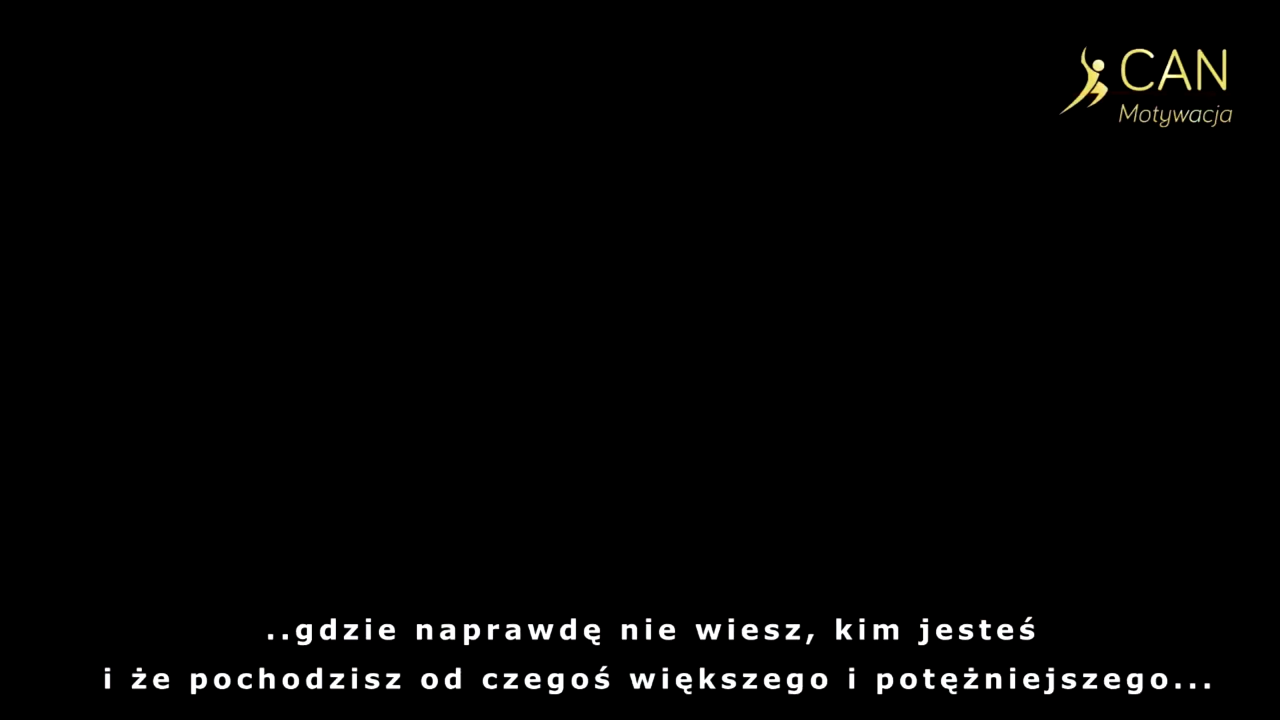 CAN
Motywacja
..gdzie naprawdę nie wiesz, kim jesteś
i że pochodzisz od czegoś większego i potężniejszego...